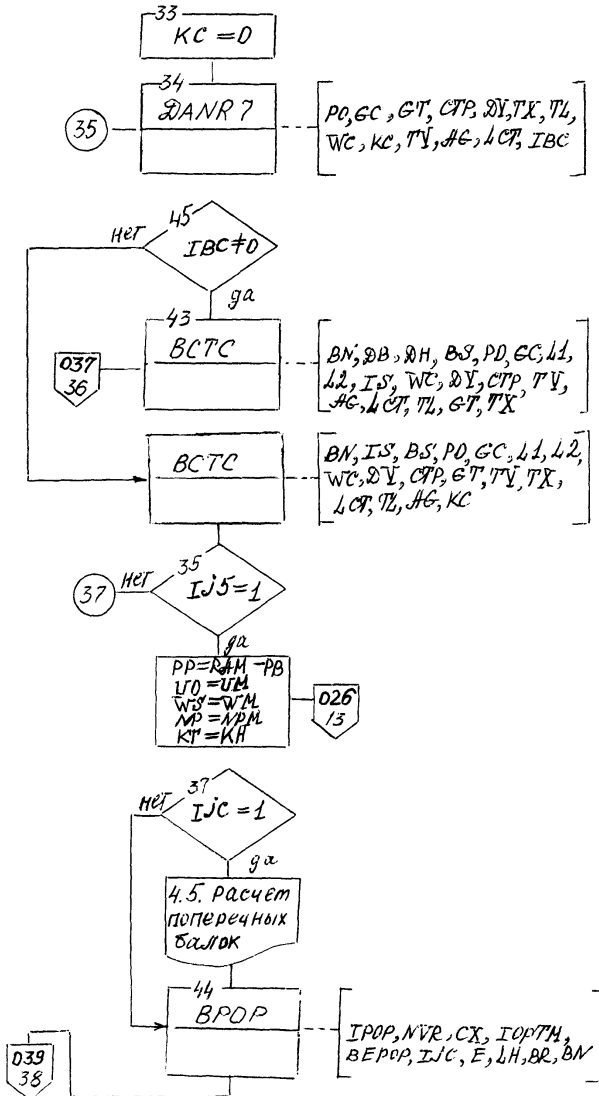 33
KC = 0
34
DANR 7
35
PO, GC, GT, CTP, DY, TX, TL,
WC, KC, TY, AG, LCT, IBC
45
нет
IBC≠0
да
43
BCTC
037
36
BN, DB, DH, BS, PO, GC, L1,
L2, IS, WC, DY, CTP, TY,
AG, LCT, TL, GT, TX
BCTC
BN, IS, BS, PO, GC, L1, L2,
WC, DY, CTP, GT, TY, TX,
LCT, TL, AG, KC
35
37
нет
Ij5=1
да
PP=RAM-PB
UO=UM
WS=WM
NP=NPM
KT=KH
026
13
37
нет
IjC = 1
да
4.5. Расчет
поперечных
балок
44
BPOP
IPOP, NVR, CX, IOPTM,
BEPOP, IJC, E, LH, BR, BN
039
38